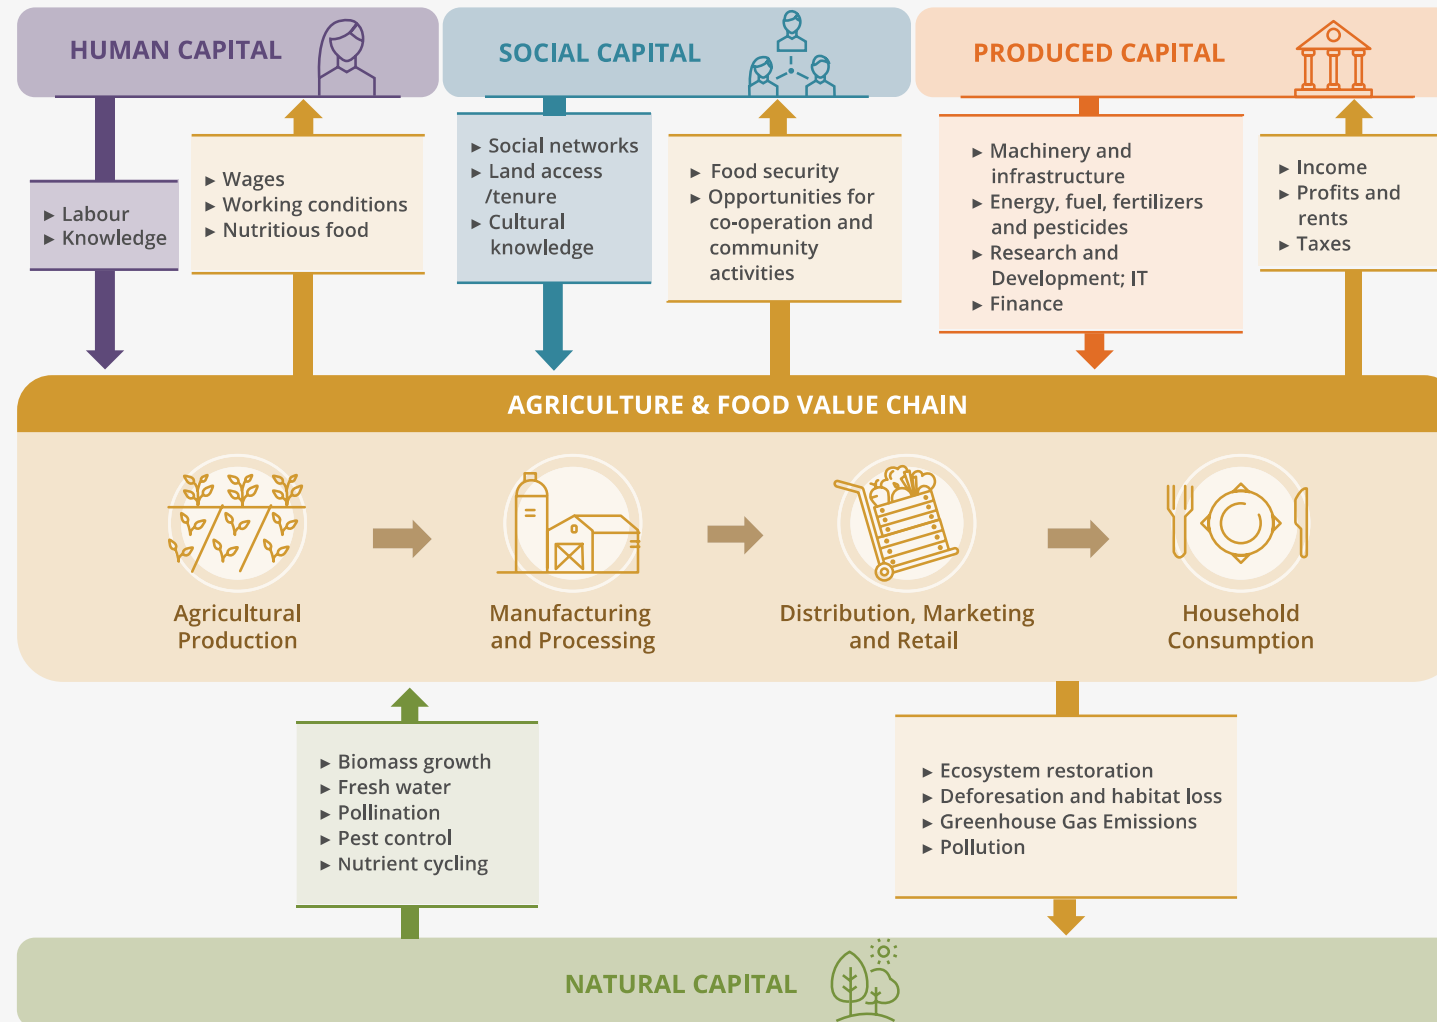 HUMAN CAPITAL
SOCIAL CAPITAL
PRODUCED CAPITAL
► Labour
► Knowledge
► Wages
► Working conditions
► Nutritious food
► Social networks
► Land access
/tenure
► Cultural
knowledge
► Food security
► Opportunities for
co-operation and
community
activities
► Machinery and
infrastructure
► Energy, fuel, fertilizers
and pesticides
► Research and
Development; IT
► Finance
► Income
► Profits and
rents
► Taxes
AGRICULTURE & FOOD VALUE CHAIN
Agricultural
Production
Manufacturing
and Processing
Distribution, Marketing
and Retail
Household
Consumption
► Biomass growth
► Fresh water
► Pollination
► Pest control
► Nutrient cycling
► Ecosystem restoration
► Deforesation and habitat loss
► Greenhouse Gas Emissions
► Pollution
NATURAL CAPITAL